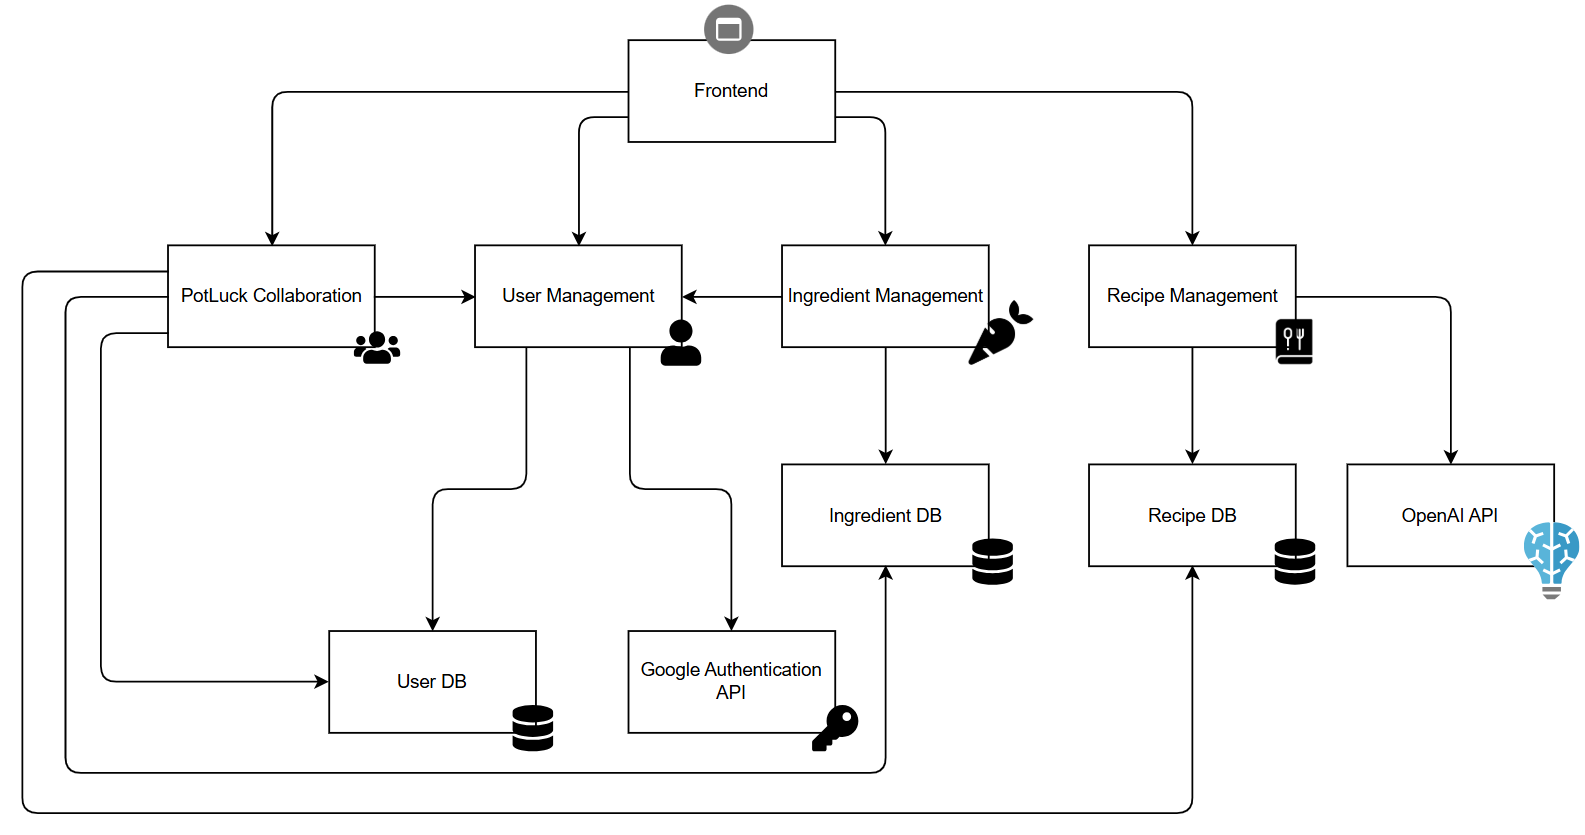 Frontend
PotLuck Collaboration
User Management
Ingredient Management
Recipe Management
Ingredient DB
Recipe DB
OpenAI API
User DB
Google Authentication
API